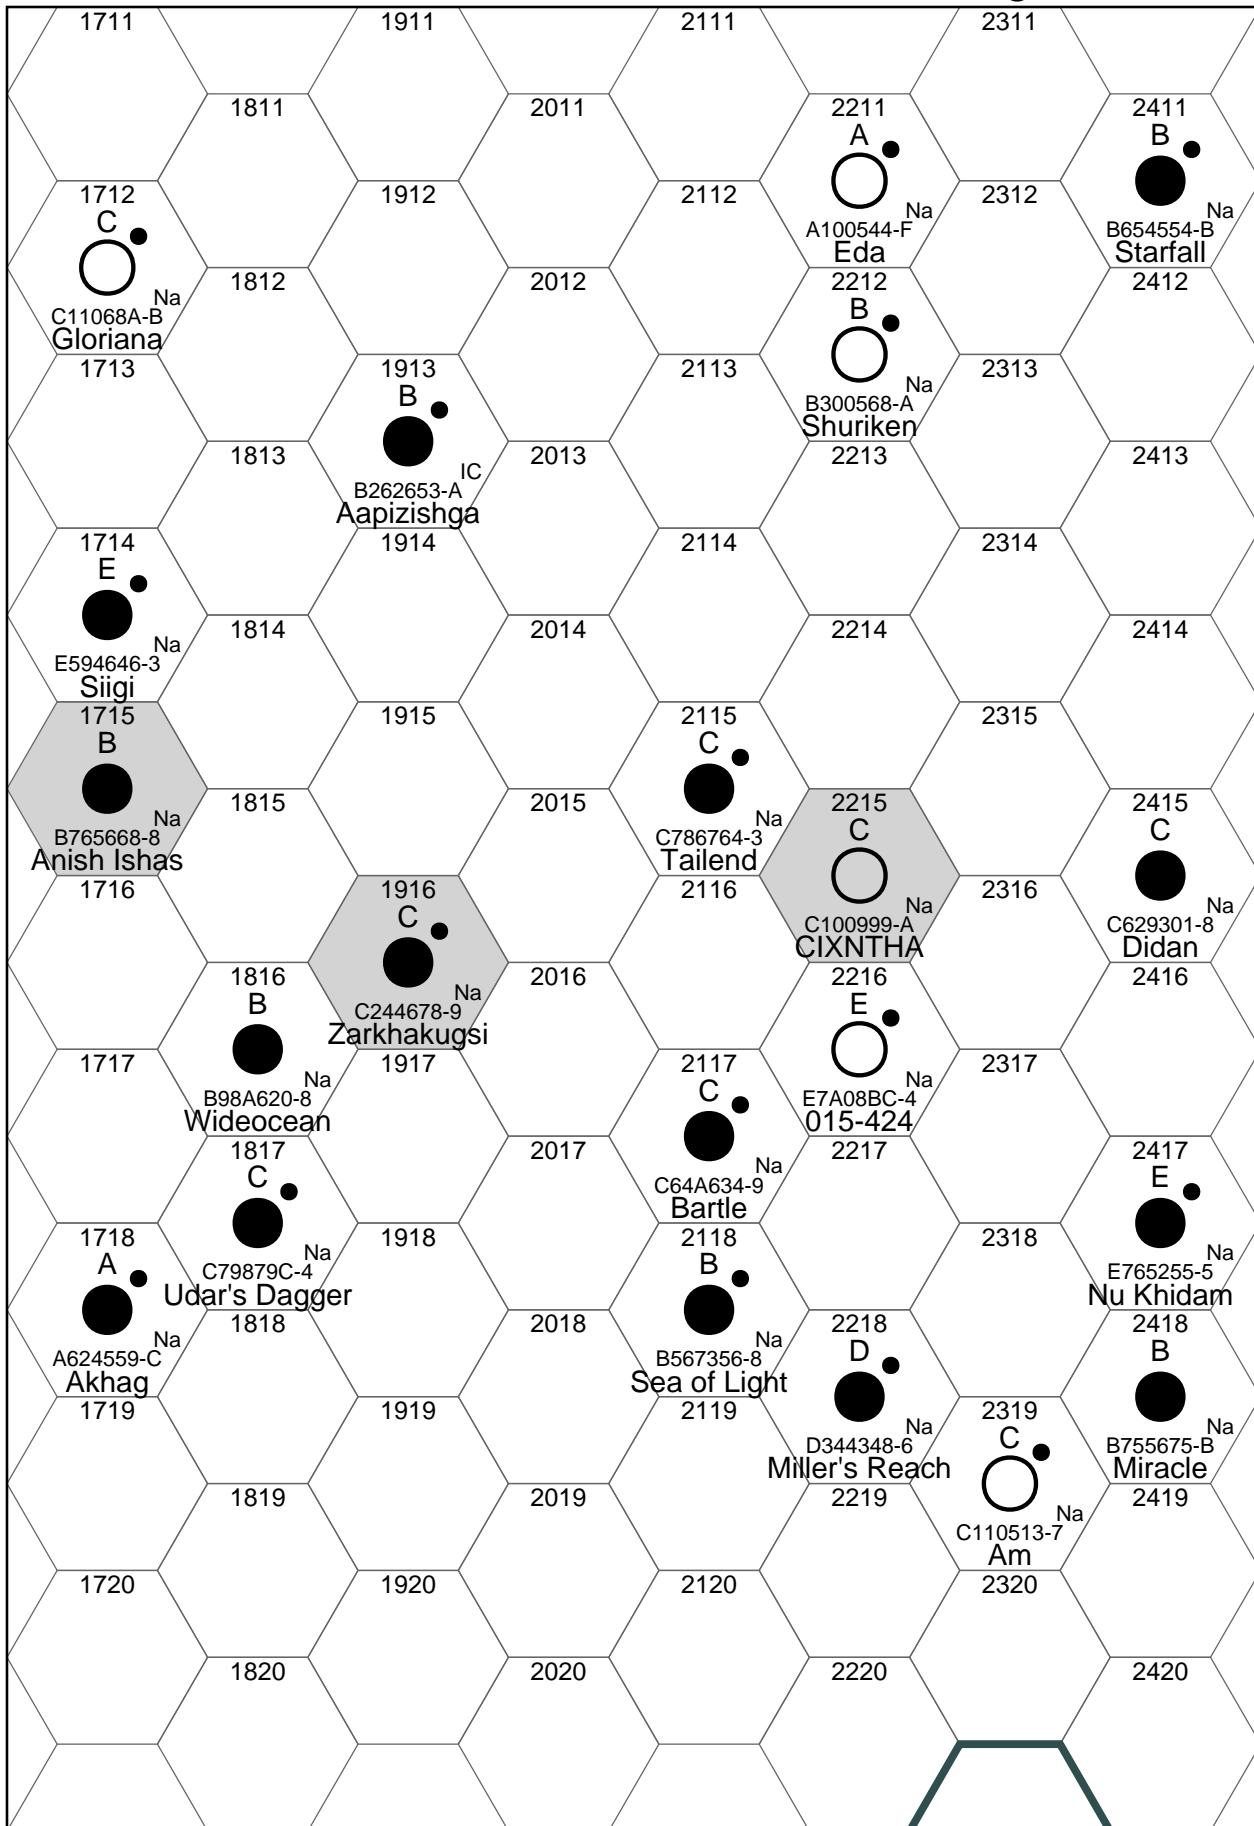 1711
1911
2111
2311
1811
2011
2211
A
Na
A100544-F
Eda
2411
B
Na
B654554-B
Starfall
1712
C
Na
C11068A-B
Gloriana
1912
2112
2312
1812
2012
2212
B
Na
B300568-A
Shuriken
2412
1713
1913
B
IC
B262653-A
Aapizishga
2113
2313
1813
2013
2213
2413
1714
E
Na
E594646-3
Siigi
1914
2114
2314
1814
2014
2214
2414
1715
B
Na
B765668-8
Anish Ishas
1915
2115
C
Na
C786764-3
Tailend
2315
1815
2015
2215
C
Na
C100999-A
CIXNTHA
2415
C
Na
C629301-8
Didan
1716
1916
C
Na
C244678-9
Zarkhakugsi
2116
2316
1816
B
Na
B98A620-8
Wideocean
2016
2216
E
Na
E7A08BC-4
015-424
2416
1717
1917
2117
C
Na
C64A634-9
Bartle
2317
1817
C
Na
C79879C-4
Udar's Dagger
2017
2217
2417
E
Na
E765255-5
Nu Khidam
1718
A
Na
A624559-C
Akhag
1918
2118
B
Na
B567356-8
Sea of Light
2318
1818
2018
2218
D
Na
D344348-6
Miller's Reach
2418
B
Na
B755675-B
Miracle
1719
1919
2119
2319
C
Na
C110513-7
Am
1819
2019
2219
2419
1720
1920
2120
2320
1820
2020
2220
2420